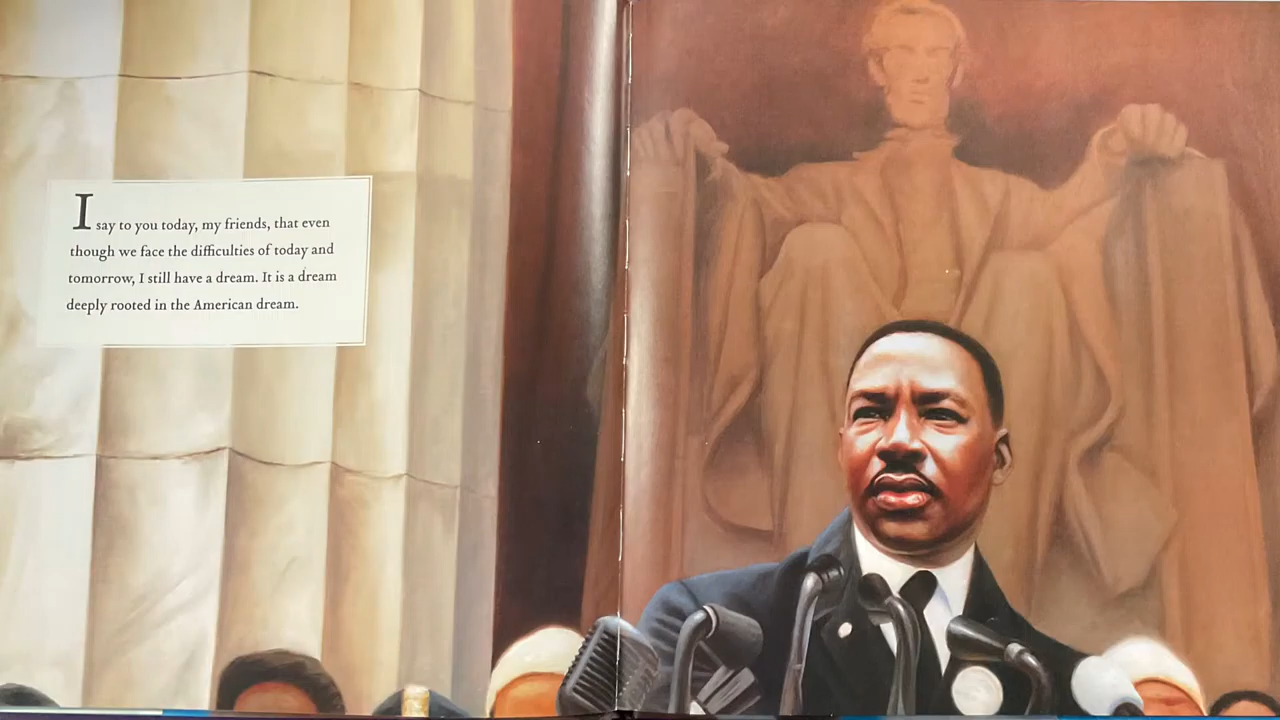 I say to you today, my friends, that even
though we face the difficulties of today and
tomorrow, I still have a dream. It is a dream
deeply rooted in the American dream.